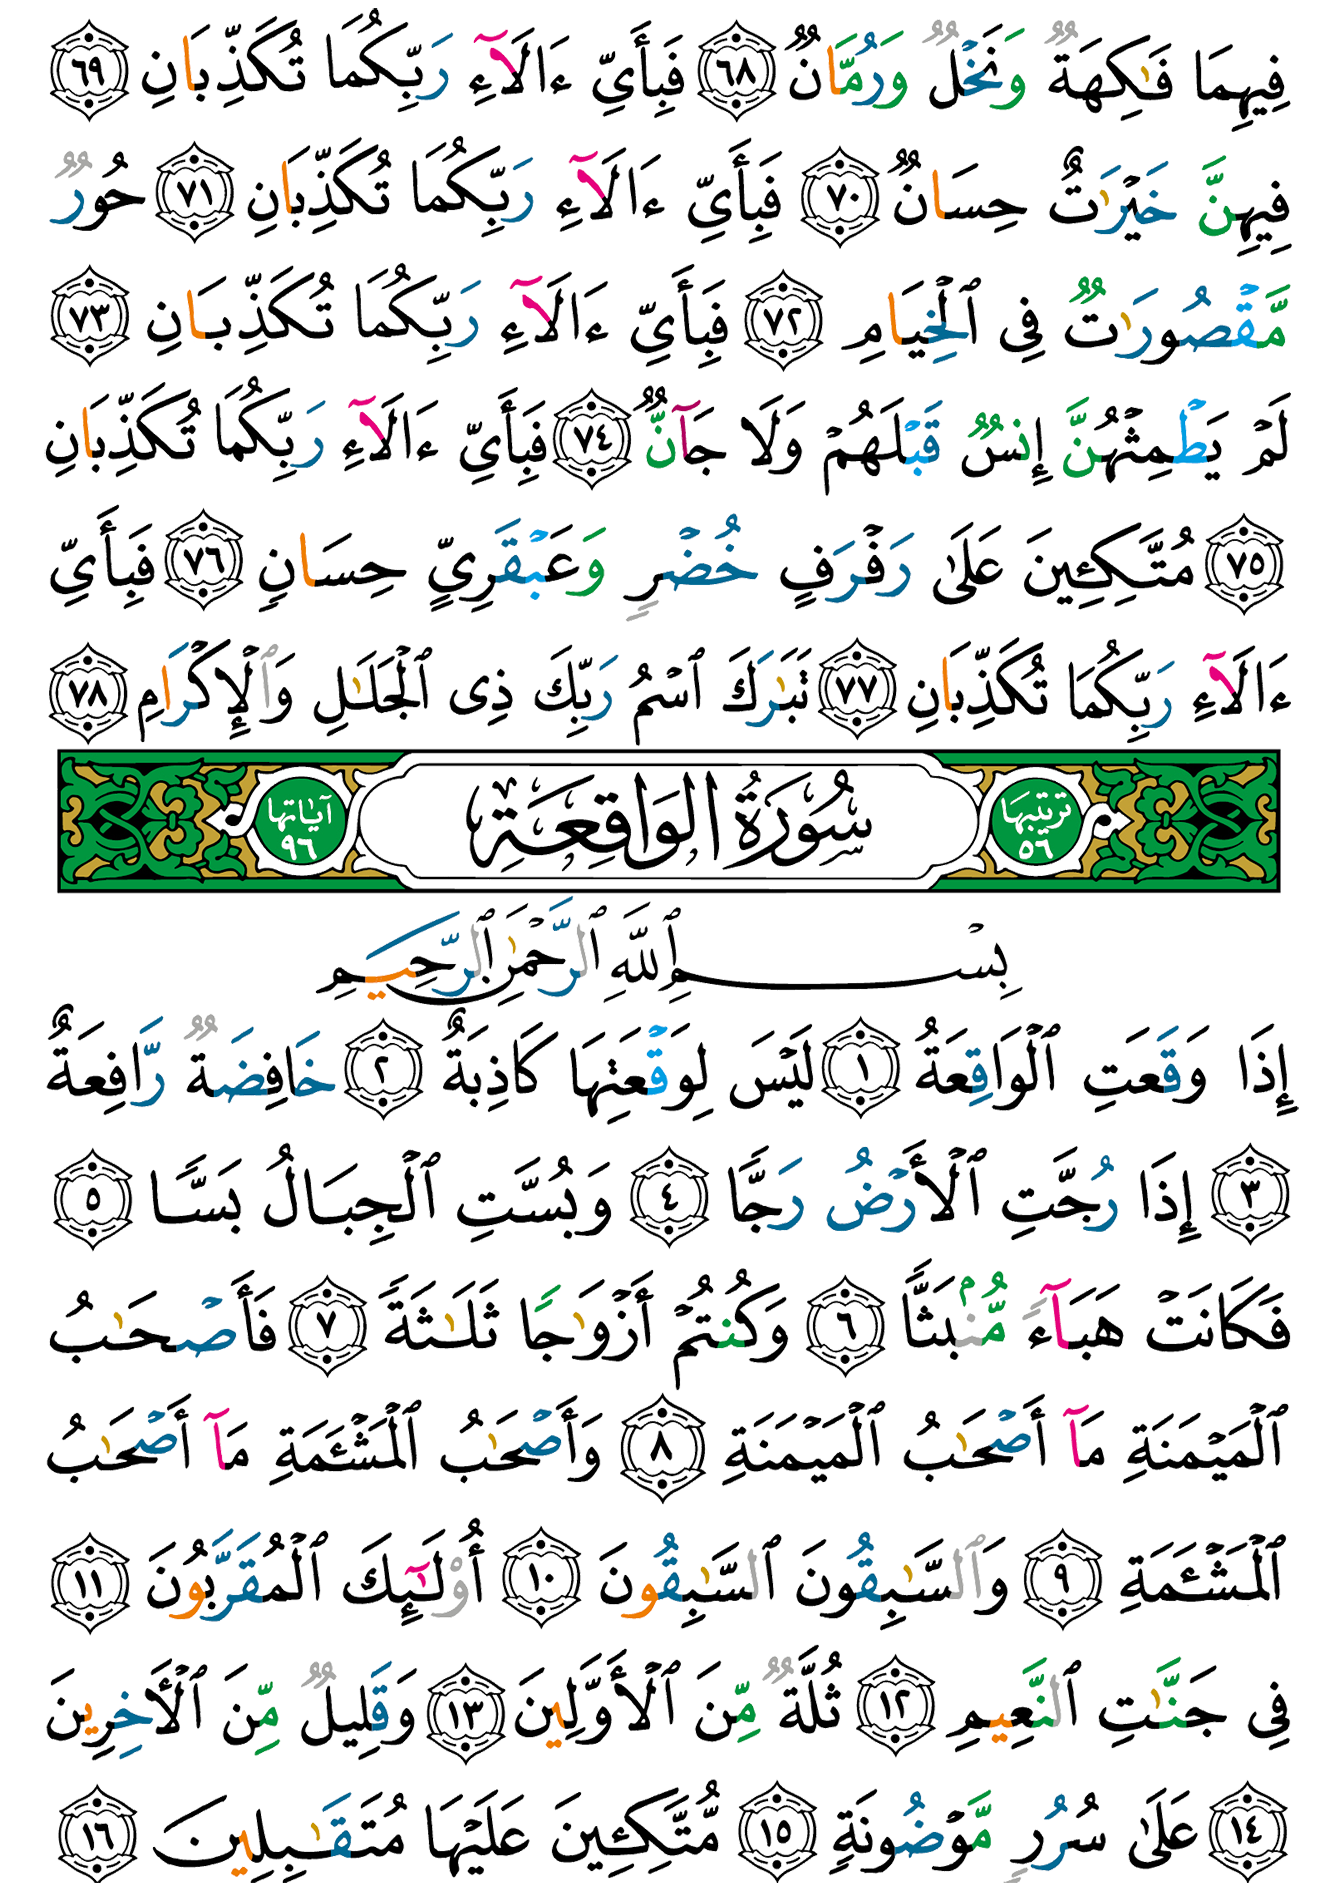 فِيهِمَا فَـٰكِهَةٌ وَنَخْلٌ وَرُمَّانٌ ٦٨ فَبِأَىِّ ءَالَآءِ رَبِّكُمَا تُكَذِّبَانِ ٦٩
فِيهِنَّ خَيْرَٰتٌ حِسَانٌ ٧٠ فَبِأَىِّ ءَالَآءِ رَبِّكُمَا تُكَذِّبَانِ ٧١ حُورٌ
مَّقْصُورَٰتٌ فِى ٱلْخِيَامِ ٧٢ فَبِأَىِّ ءَالَآءِ رَبِّكُمَا تُكَذِّبَانِ ٧٣
لَمْ يَطْمِثْهُنَّ إِنسٌ قَبْلَهُمْ وَلَا جَآنٌّ ٧٤ فَبِأَىِّ ءَالَآءِ رَبِّكُمَا تُكَذِّبَانِ
٧٥ مُتَّكِـِٔينَ عَلَىٰ رَفْرَفٍ خُضْرٍ وَعَبْقَرِىٍّ حِسَانٍ ٧٦ فَبِأَىِّ
ءَالَآءِ رَبِّكُمَا تُكَذِّبَانِ ٧٧ تَبَـٰرَكَ ٱسْمُ رَبِّكَ ذِى ٱلْجَلَـٰلِ وَٱلْإِكْرَامِ ٧٨
ترتيبها ٥٦ سُورَةُ الوَاقِعَةِ آياتها ٩٦
بِسْمِ ٱللَّهِ ٱلرَّحْمَـٰنِ ٱلرَّحِيمِ
إِذَا وَقَعَتِ ٱلْوَاقِعَةُ ١ لَيْسَ لِوَقْعَتِهَا كَاذِبَةٌ ٢ خَافِضَةٌ رَّافِعَةٌ
٣ إِذَا رُجَّتِ ٱلْأَرْضُ رَجًّا ٤ وَبُسَّتِ ٱلْجِبَالُ بَسًّا ٥
فَكَانَتْ هَبَآءً مُّنۢبَثًّا ٦ وَكُنتُمْ أَزْوَٰجًا ثَلَـٰثَةً ٧ فَأَصْحَـٰبُ
ٱلْمَيْمَنَةِ مَآ أَصْحَـٰبُ ٱلْمَيْمَنَةِ ٨ وَأَصْحَـٰبُ ٱلْمَشْـَٔمَةِ مَآ أَصْحَـٰبُ
ٱلْمَشْـَٔمَةِ ٩ وَٱلسَّـٰبِقُونَ ٱلسَّـٰبِقُونَ ١٠ أُو۟لَـٰٓئِكَ ٱلْمُقَرَّبُونَ ١١
فِى جَنَّـٰتِ ٱلنَّعِيمِ ١٢ ثُلَّةٌ مِّنَ ٱلْأَوَّلِينَ ١٣ وَقَلِيلٌ مِّنَ ٱلْـَٔاخِرِينَ
١٤ عَلَىٰ سُرُرٍ مَّوْضُونَةٍ ١٥ مُّتَّكِـِٔينَ عَلَيْهَا مُتَقَـٰبِلِينَ ١٦